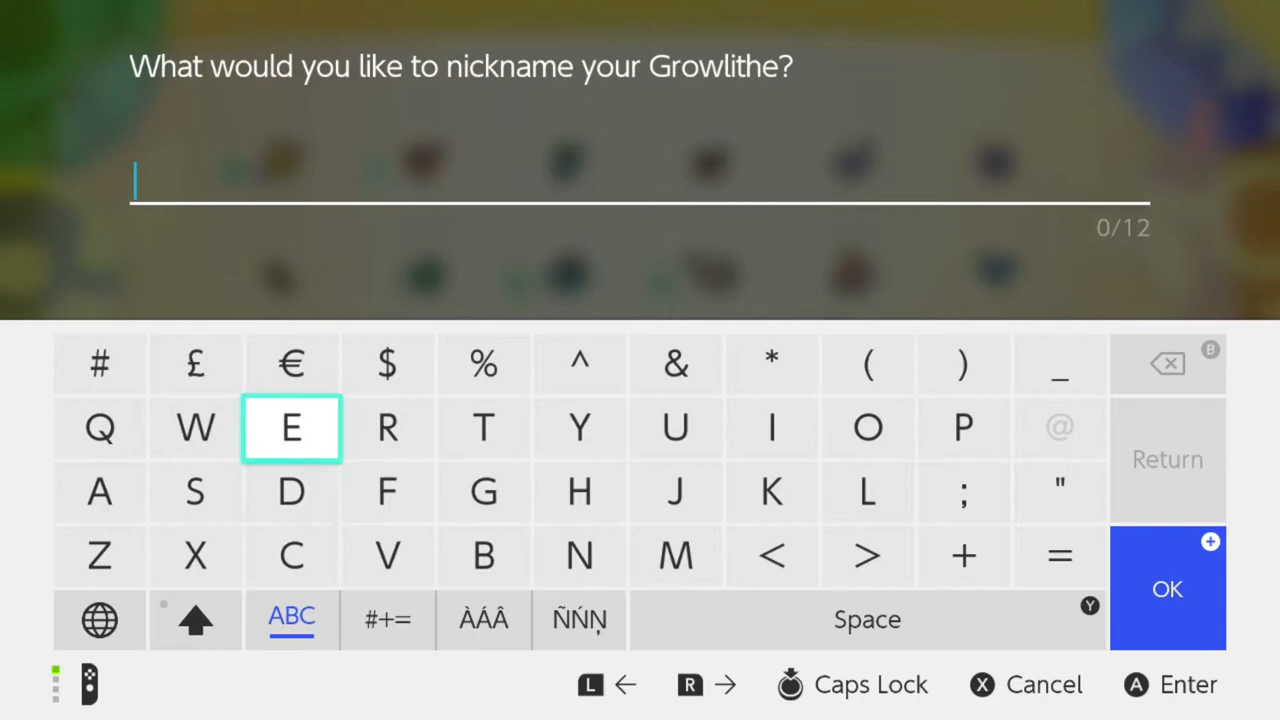 What would you like to nickname your Growlithe?
0/12
# £ € $ % ^ & * ( ) _ B
Q W E R T Y U I O P @ Return
A S D F G H J K L ; "
Z X C V B N M < > + = + OK
ABC #+= ÀÁÂ ÑŃŅ Space Y
L ← R → Caps Lock X Cancel A Enter